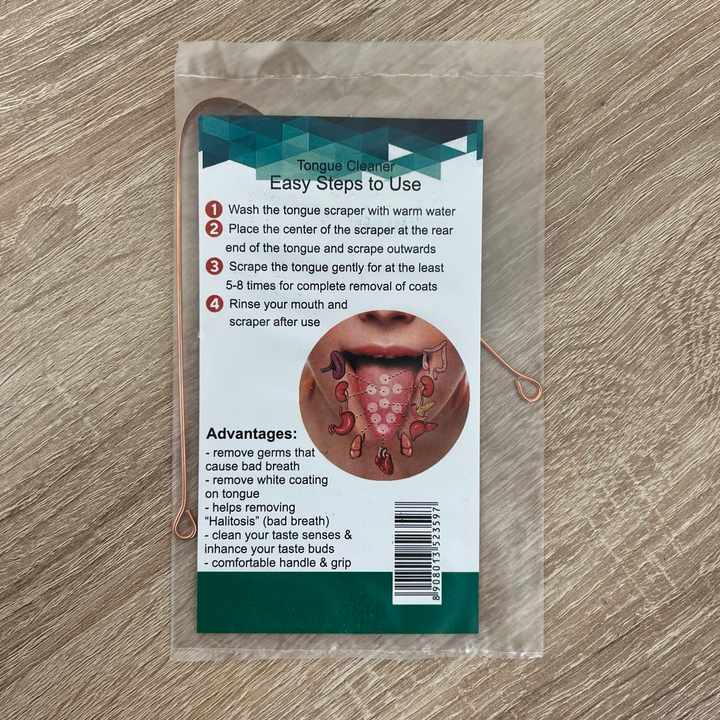 Tongue Cleaner
Easy Steps to Use
1 Wash the tongue scraper with warm water
2 Place the center of the scraper at the rear
end of the tongue and scrape outwards
3 Scrape the tongue gently for at the least
5-8 times for complete removal of coats
4 Rinse your mouth and
scraper after use
Advantages:
- remove germs that
cause bad breath
- remove white coating
on tongue
- helps removing
“Halitosis” (bad breath)
- clean your taste senses &
inhance your taste buds
- comfortable handle & grip
8 908013 523597